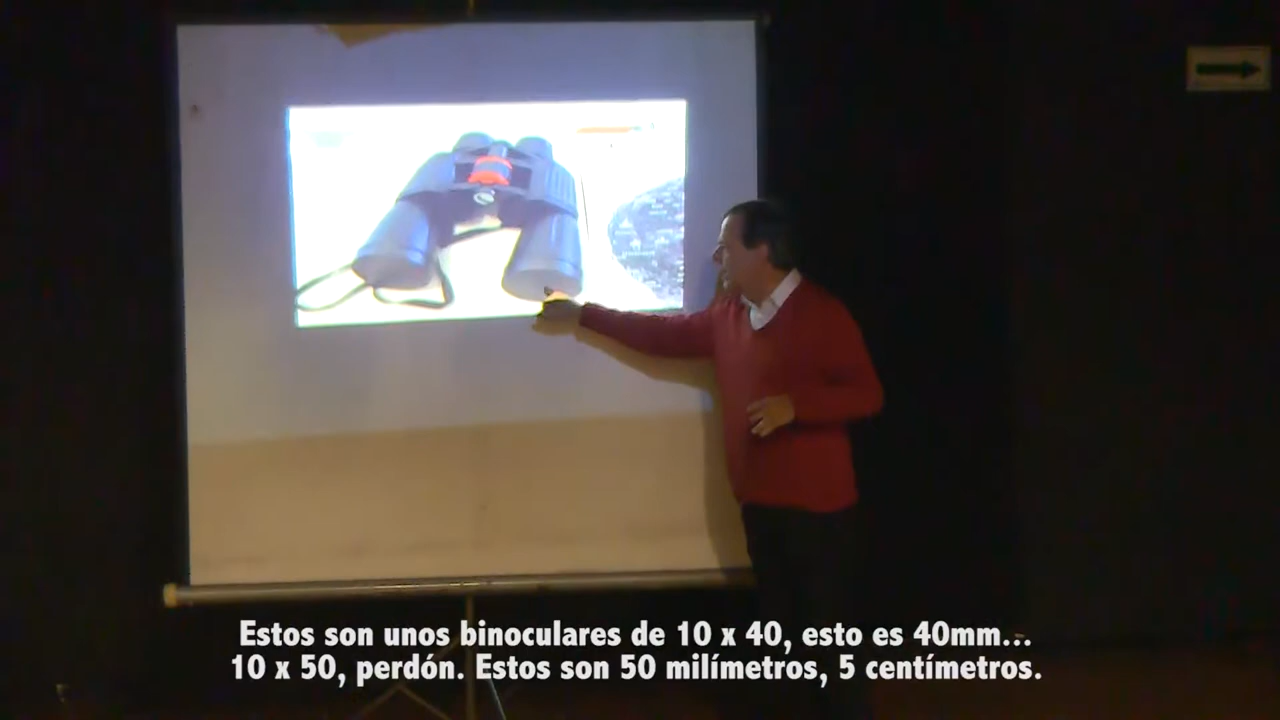 Estos son unos binoculares de 10 x 40, esto es 40mm...
10 x 50, perdón. Estos son 50 milímetros, 5 centímetros.